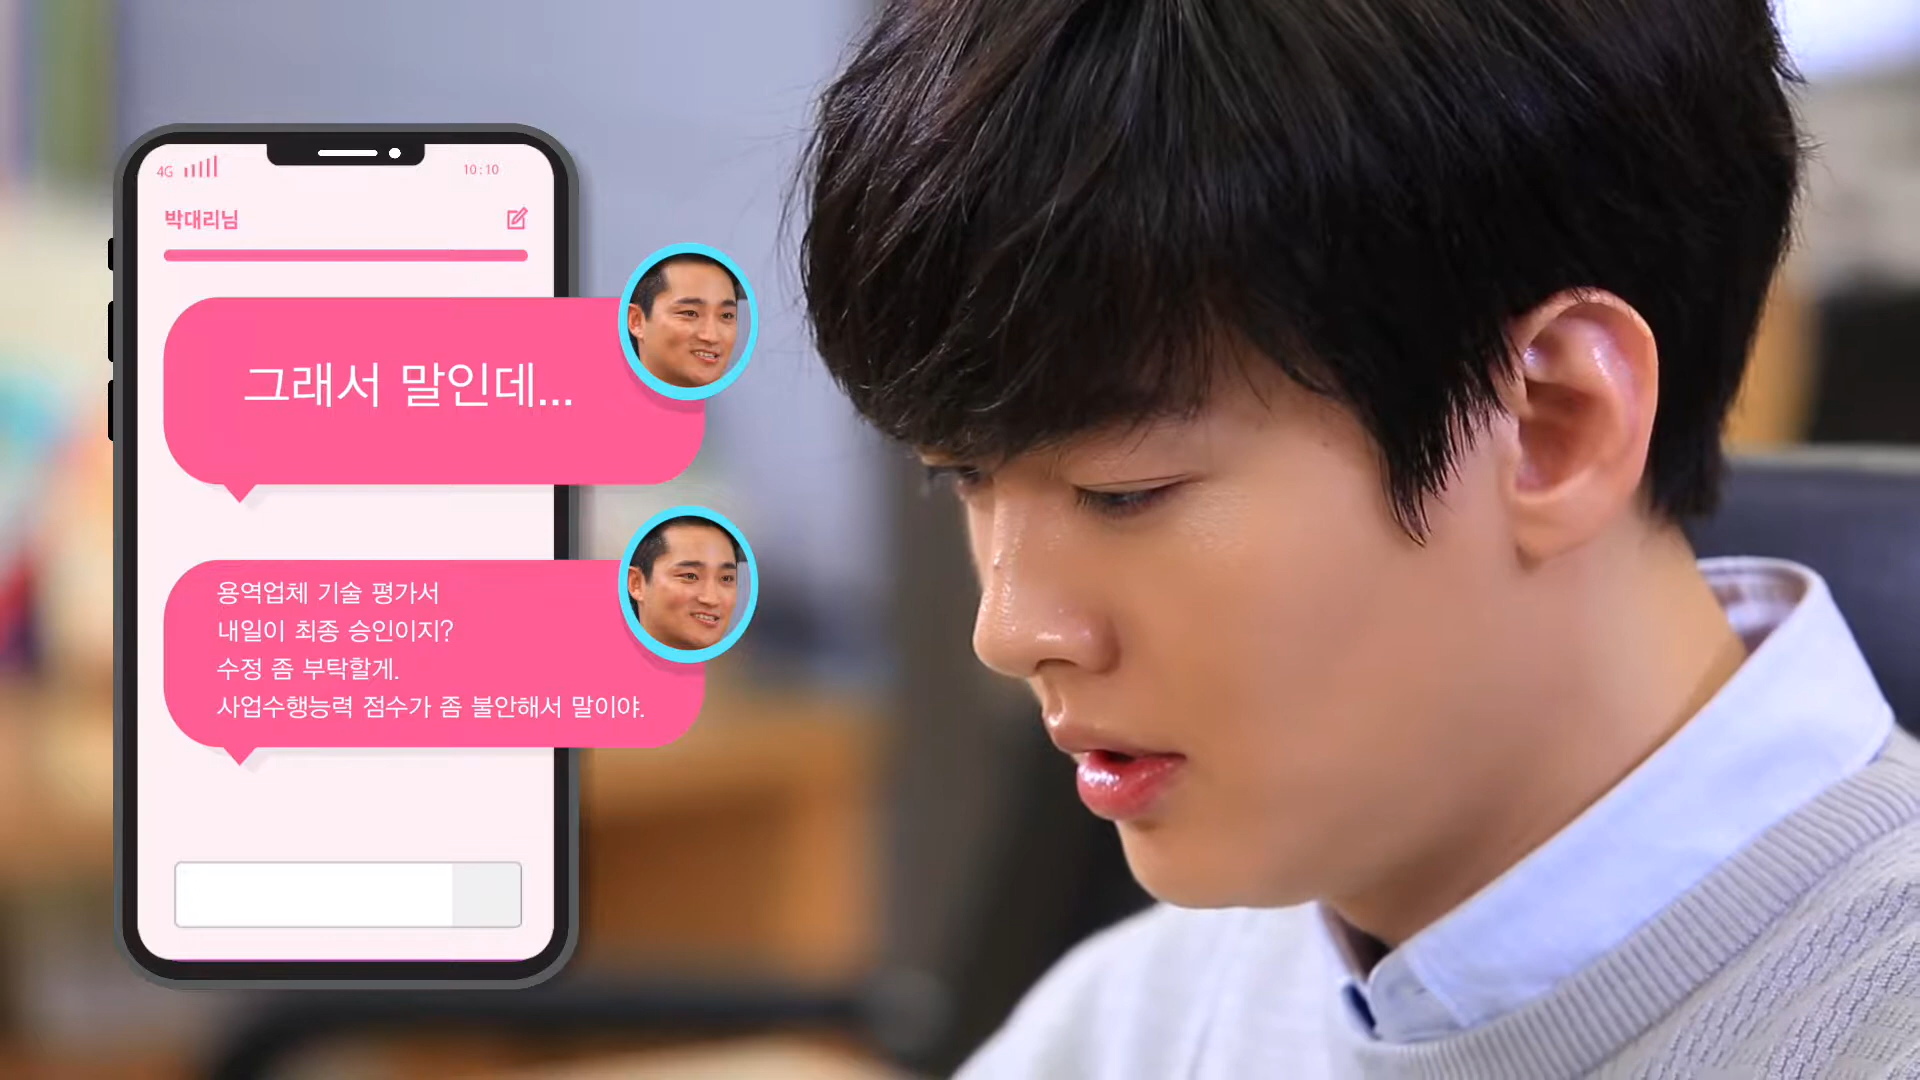 4G
10:10
박대리님
그래서 말인데...
용역업체 기술 평가서
내일이 최종 승인이지?
수정 좀 부탁할게.
사업수행능력 점수가 좀 불안해서 말이야.